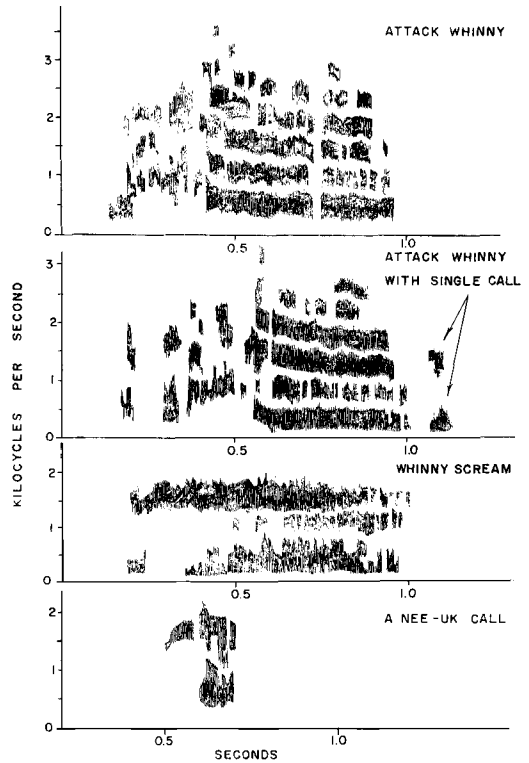 ATTACK WHINNY
3
2
1
0
0.5 1.0
ATTACK WHINNY
WITH SINGLE CALL
3
2
1
0
0.5 1.0
WHINNY SCREAM
2
1
0
0.5 1.0
A NEE-UK CALL
2
1
0
0.5 1.0
KILOCYCLES PER SECOND
SECONDS